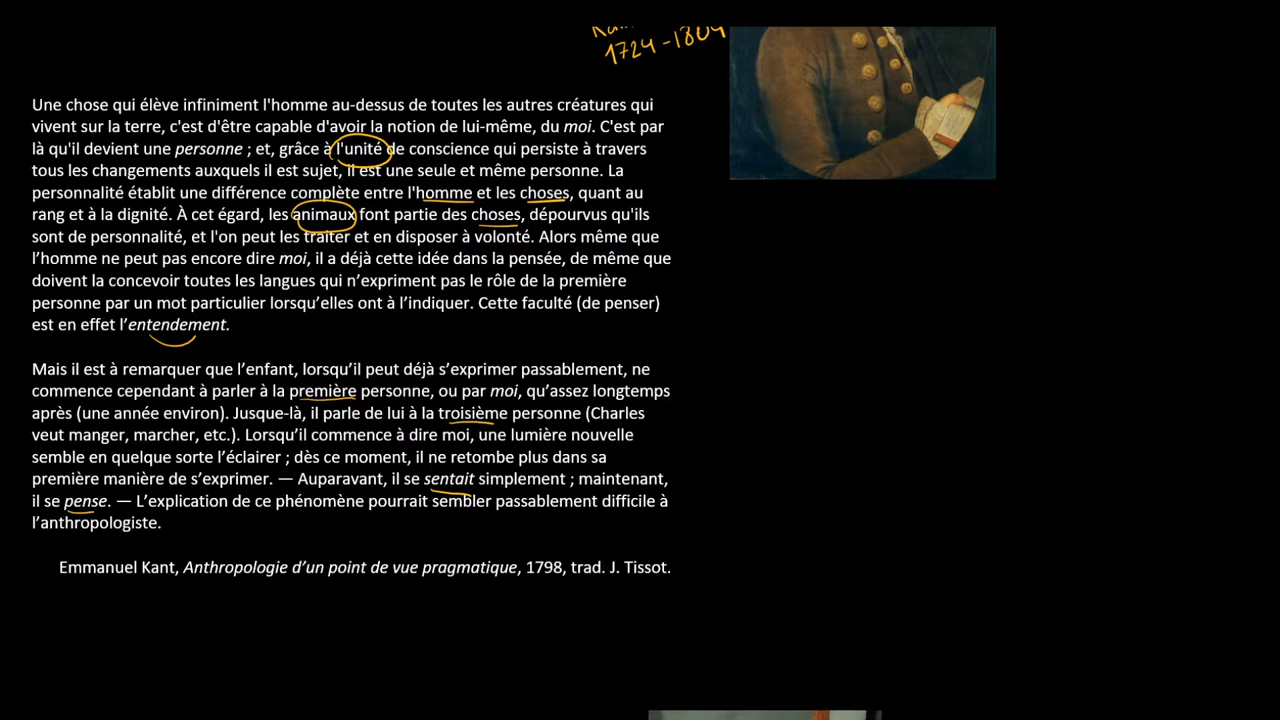 1724-1804
Une chose qui élève infiniment l'homme au-dessus de toutes les autres créatures qui
vivent sur la terre, c'est d'être capable d'avoir la notion de lui-même, du moi. C'est par
là qu'il devient une personne ; et, grâce à l'unité de conscience qui persiste à travers
tous les changements auxquels il est sujet, il est une seule et même personne. La
personnalité établit une différence complète entre l'homme et les choses, quant au
rang et à la dignité. À cet égard, les animaux font partie des choses, dépourvus qu'ils
sont de personnalité, et l'on peut les traiter et en disposer à volonté. Alors même que
l’homme ne peut pas encore dire moi, il a déjà cette idée dans la pensée, de même que
doivent la concevoir toutes les langues qui n’expriment pas le rôle de la première
personne par un mot particulier lorsqu’elles ont à l’indiquer. Cette faculté (de penser)
est en effet l’entendement.
Mais il est à remarquer que l’enfant, lorsqu’il peut déjà s’exprimer passablement, ne
commence cependant à parler à la première personne, ou par moi, qu’assez longtemps
après (une année environ). Jusque-là, il parle de lui à la troisième personne (Charles
veut manger, marcher, etc.). Lorsqu’il commence à dire moi, une lumière nouvelle
semble en quelque sorte l’éclairer ; dès ce moment, il ne retombe plus dans sa
première manière de s’exprimer. — Auparavant, il se sentait simplement ; maintenant,
il se pense. — L’explication de ce phénomène pourrait sembler passablement difficile à
l’anthropologiste.
Emmanuel Kant, Anthropologie d’un point de vue pragmatique, 1798, trad. J. Tissot.